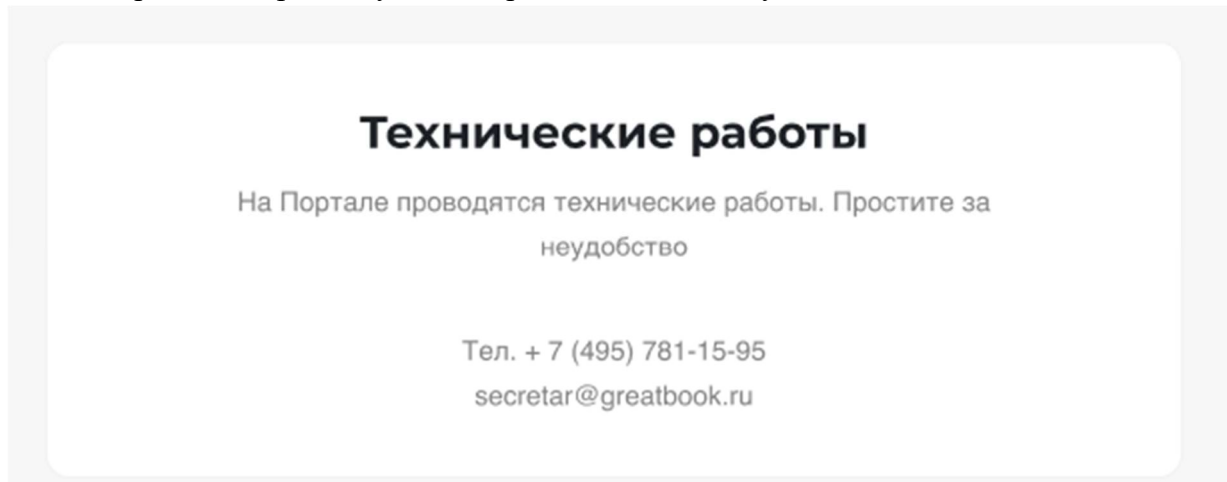 Технические работы
На Портале проводятся технические работы. Простите за
неудобство
Тел. + 7 (495) 781-15-95
secretar@greatbook.ru